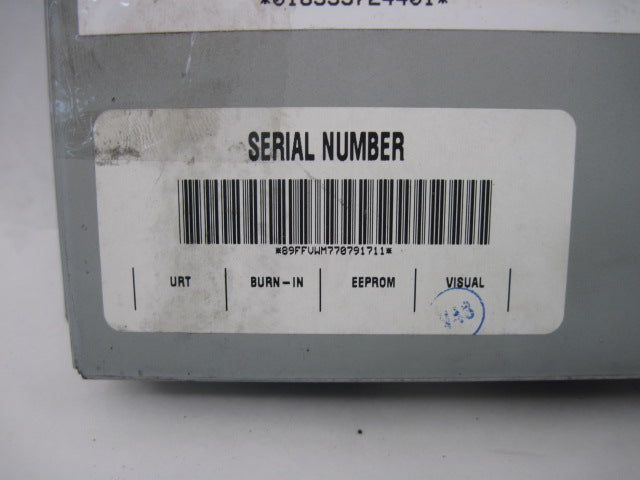 SERIAL NUMBER
*89FFUWM770791711*
URT BURN-IN EEPROM VISUAL